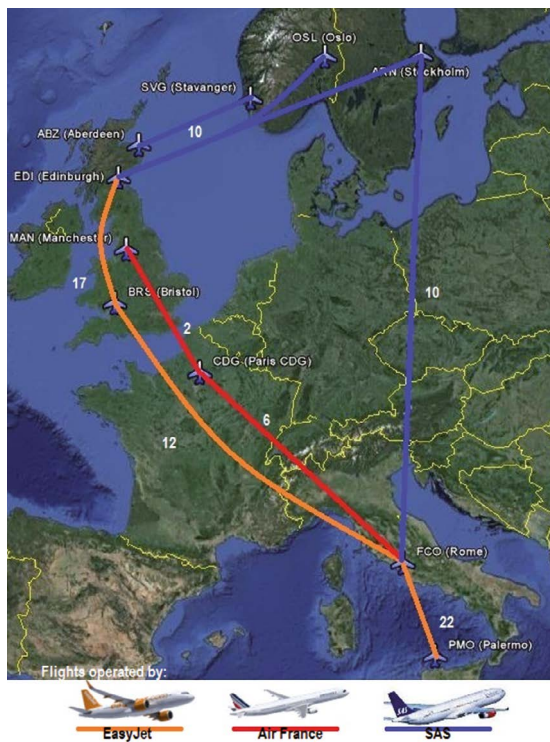 OSL (Oslo)
ARN (Stockholm)
SVG (Stavanger)
10
ABZ (Aberdeen)
EDI (Edinburgh)
MAN (Manchester)
17
BRS (Bristol)
10
2
CDG (Paris CDG)
6
12
FCO (Rome)
22
PMO (Palermo)
Flights operated by:
EasyJet
Air France
SAS
SAS